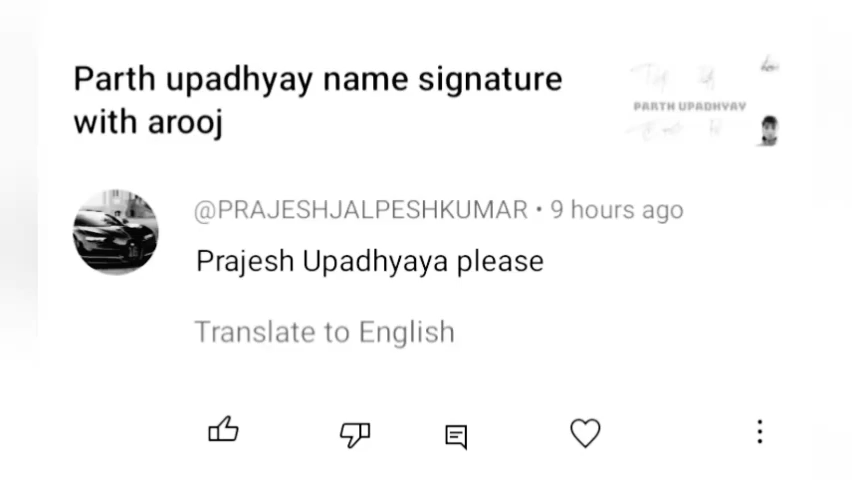 Parth upadhyay name signature
with arooj
PARTH UPADHYAY
@PRAJESHJALPESHKUMAR • 9 hours ago
Prajesh Upadhyaya please
Translate to English